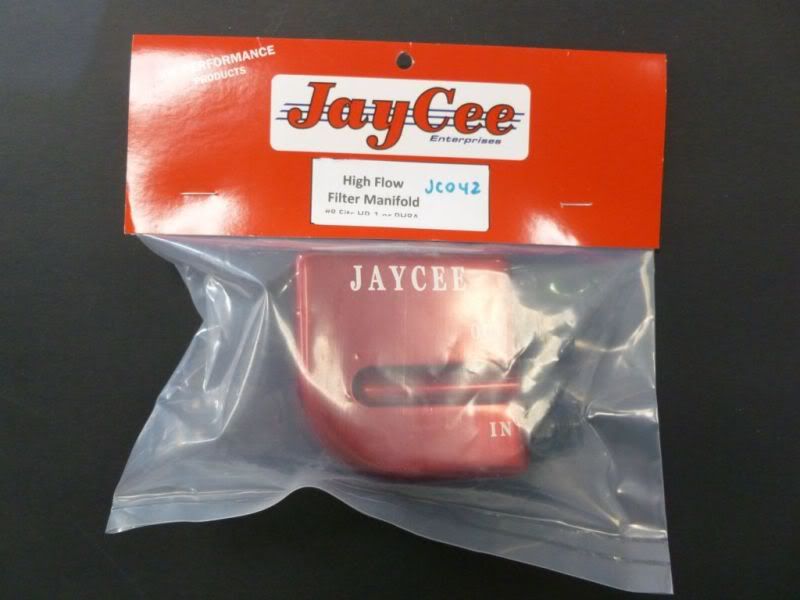 PERFORMANCE
PRODUCTS
JayCee
Enterprises
High Flow
JC042
Filter Manifold
JAYCEE
IN